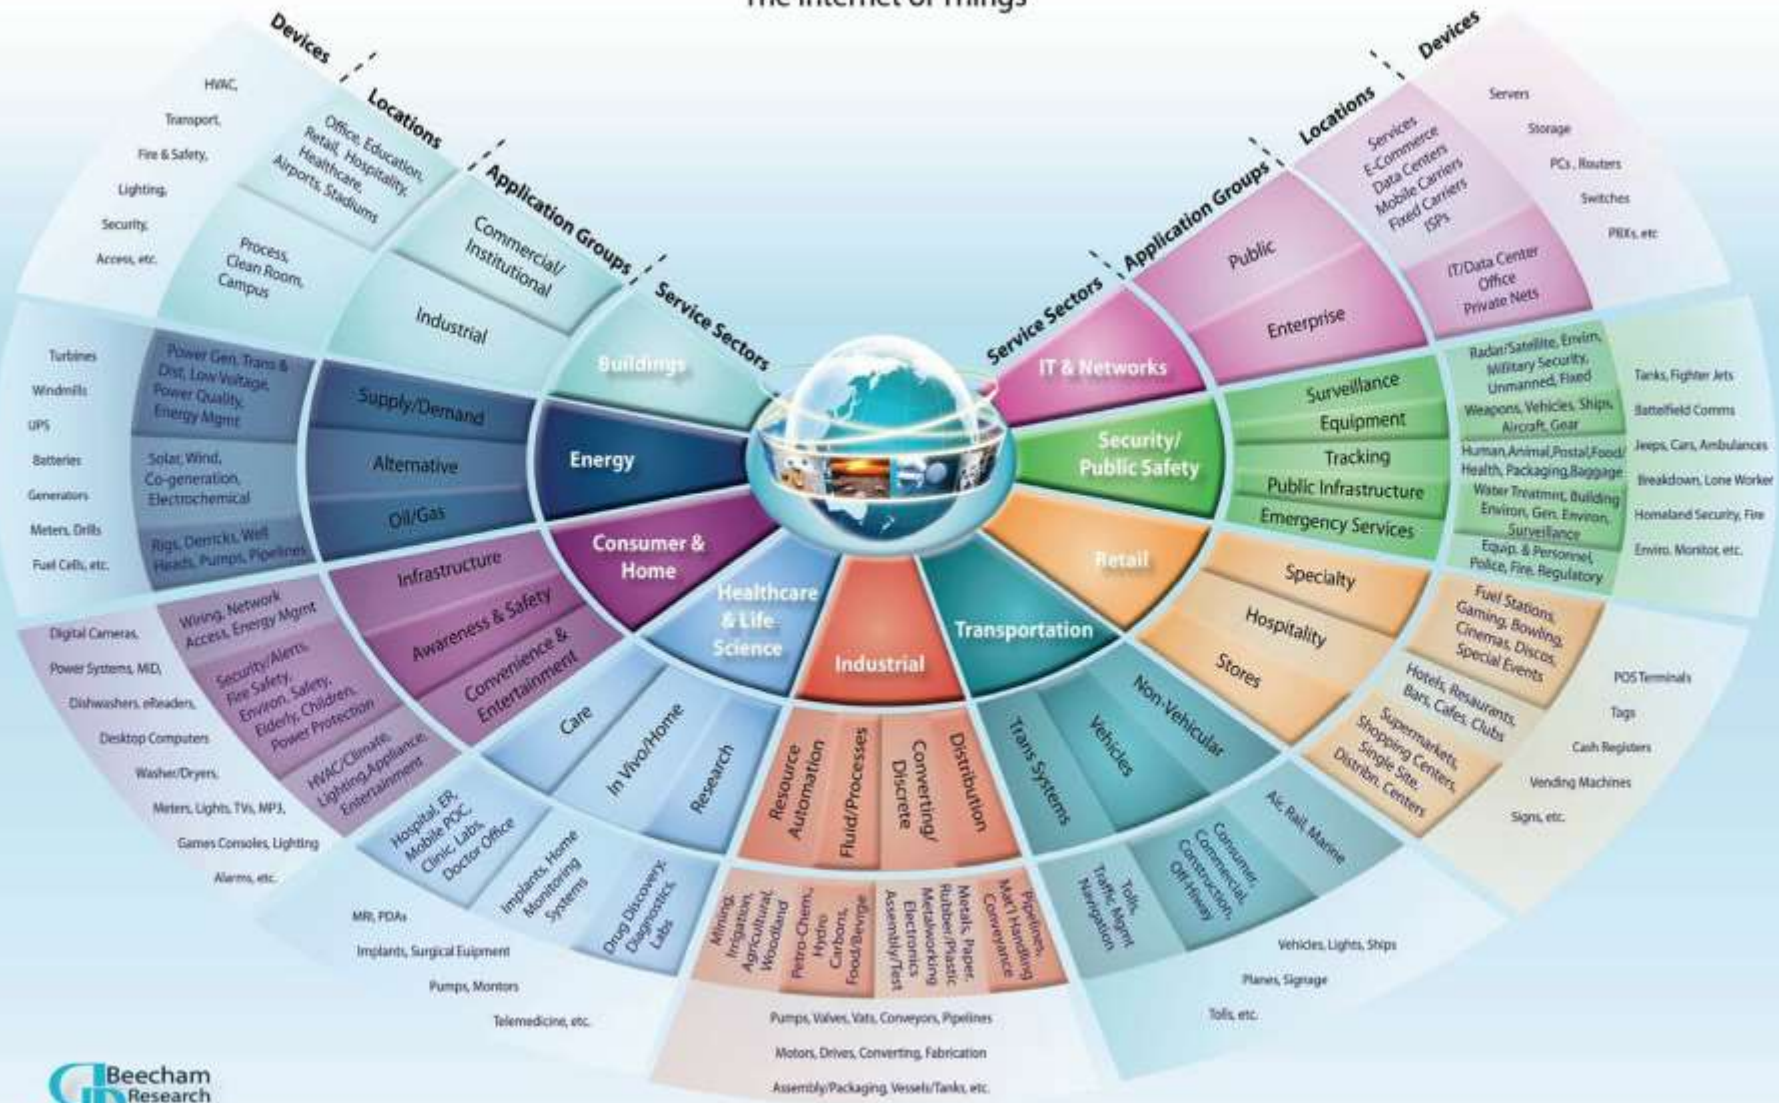 The Internet of Things
Devices
Locations
Application Groups
Service Sectors
Service Sectors
Application Groups
Locations
Devices
HVAC,
Transport,
Fire & Safety,
Lighting,
Security,
Access, etc.
Office, Education,
Retail, Hospitality,
Healthcare,
Airports, Stadiums
Process,
Clean Room,
Campus
Commercial/
Institutional
Industrial
Buildings
Turbines
Windmills
UPS
Batteries
Generators
Meters, Drills
Fuel Cells, etc.
Power Gen, Trans &
Dist, Low Voltage,
Power Quality,
Energy Mgmt
Solar, Wind,
Co-generation,
Electrochemical
Rigs, Derricks, Well
Heads, Pumps, Pipelines
Supply/Demand
Alternative
Oil/Gas
Energy
Digital Cameras,
Power Systems, MID,
Dishwashers, eReaders,
Desktop Computers
Washer/Dryers,
Meters, Lights, TVs, MP3,
Games Consoles, Lighting
Alarms, etc.
Wiring, Network
Access, Energy Mgmt
Security/Alerts,
Fire Safety,
Environ, Safety,
Elderly, Children,
Power Protection
HVAC/Climate,
Lighting,Appliance,
Entertainment
Infrastructure
Awareness & Safety
Convenience &
Entertainment
Consumer &
Home
MRI, PDAs
Implants, Surgical Euipment
Pumps, Montors
Telemedicine, etc.
Hospital, ER,
Mobile POC,
Clinic, Labs,
Doctor Office
Implants, Home
Monitoring
Systems
Drug Discovery,
Diagnostics,
Labs
Care
In Vivo/Home
Research
Healthcare
& Life
Science
Industrial
Resource
Automation
Fluid/Processes
Converting/
Discrete
Distribution
Mining,
Irrigation,
Agricultural,
Woodland
Petro-Chem.,
Hydro
Carbons,
Food/Bevrige
Metals, Paper,
Rubber/Plastic
Metalworking
Electronics
Assembly/Test
Pipelines,
Mat'l Handling
Conveyance
Pumps, Valves, Vats, Conveyors, Pipelines
Motors, Drives, Converting, Fabrication
Assembly/Packaging, Vessels/Tanks, etc.
Transportation
Trans Systems
Vehicles
Non-Vehicular
Tolls,
Traffic Mgmt
Navigation
Consumer,
Commercial,
Construction,
Off-Hiway
Air, Rail, Marine
Vehicles, Lights, Ships
Planes, Signage
Tolls, etc.
Retail
Specialty
Hospitality
Stores
Fuel Stations,
Gaming, Bowling,
Cinemas, Discos,
Special Events
Hotels, Resaurants,
Bars, Cafes, Clubs
Supermarkets,
Shopping Centers,
Single Site,
Distribn. Centers
POS Terminals
Tags
Cash Registers
Vending Machines
Signs, etc.
Security/
Public Safety
Surveillance
Equipment
Tracking
Public Infrastructure
Emergency Services
Radar/Satellite, Envirn,
Military Security,
Unmanned, Fixed
Weapons, Vehicles, Ships,
Aircraft, Gear
Human,Animal,Postal,Food/
Health, Packaging,Baggage
Water Treatmnt, Building
Environ, Gen. Environ,
Surveillance
Equip. & Personnel,
Police, Fire, Regulatory
Tanks, Fighter Jets
Battelfield Comms
Jeeps, Cars, Ambulances
Breakdown, Lone Worker
Homeland Security, Fire
Enviro. Monitor, etc.
IT & Networks
Public
Enterprise
Services
E-Commerce
Data Centers
Mobile Carriers
Fixed Carriers
ISPs
IT/Data Center
Office
Private Nets
Servers
Storage
PCs, Routers
Switches
PBXs, etc
Beecham
Research